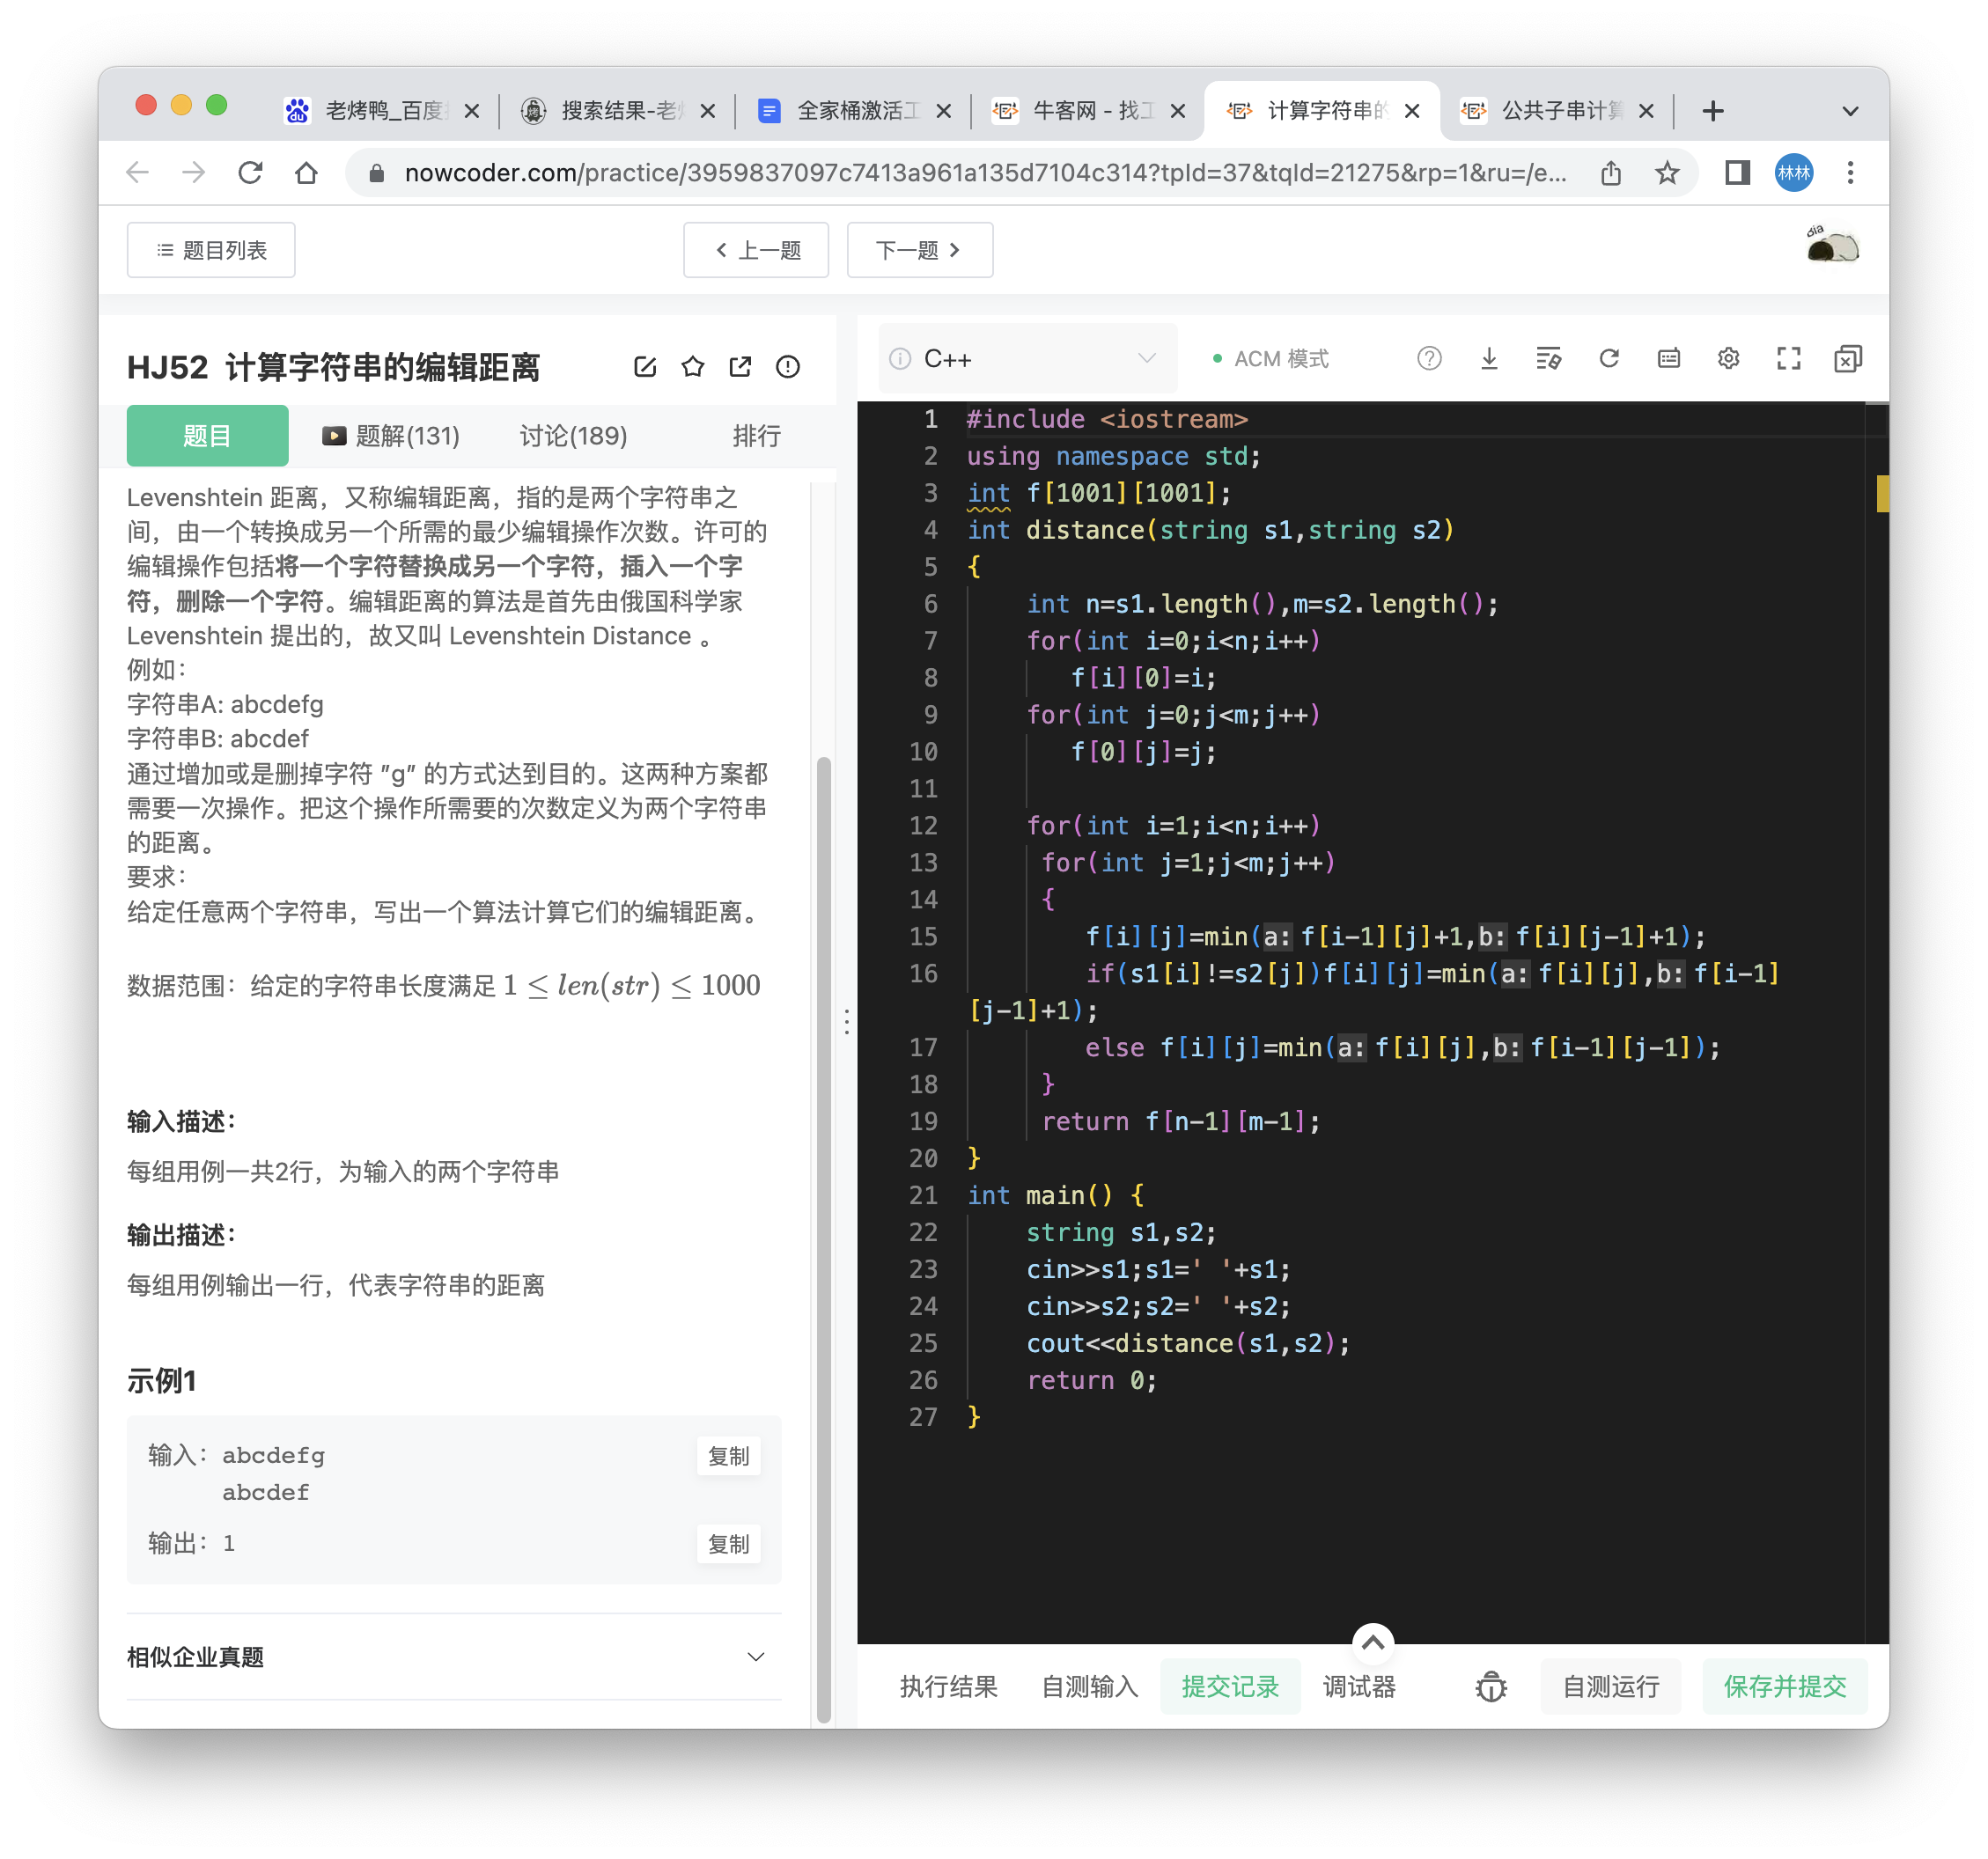 老烤鸭_百度
搜索结果-老
全家桶激活工
牛客网 - 找工
计算字符串的
公共子串计算
nowcoder.com/practice/3959837097c7413a961a135d7104c314?tpId=37&tqId=21275&rp=1&ru=/e...
林林
题目列表
上一题
下一题
dia
HJ52 计算字符串的编辑距离
题目
题解(131)
讨论(189)
排行
Levenshtein 距离，又称编辑距离，指的是两个字符串之
间，由一个转换成另一个所需的最少编辑操作次数。许可的
编辑操作包括将一个字符替换成另一个字符，插入一个字
符，删除一个字符。编辑距离的算法是首先由俄国科学家
Levenshtein 提出的，故又叫 Levenshtein Distance 。
例如：
字符串A: abcdefg
字符串B: abcdef
通过增加或是删掉字符 ”g” 的方式达到目的。这两种方案都
需要一次操作。把这个操作所需要的次数定义为两个字符串
的距离。
要求：
给定任意两个字符串，写出一个算法计算它们的编辑距离。
数据范围：给定的字符串长度满足 1 ≤ len(str) ≤ 1000
输入描述：
每组用例一共2行，为输入的两个字符串
输出描述：
每组用例输出一行，代表字符串的距离
示例1
输入：abcdefg
复制
abcdef
输出：1
复制
相似企业真题
C++
ACM 模式
1 #include <iostream>
2 using namespace std;
3 int f[1001][1001];
4 int distance(string s1,string s2)
5 {
6 int n=s1.length(),m=s2.length();
7 for(int i=0;i<n;i++)
8 f[i][0]=i;
9 for(int j=0;j<m;j++)
10 f[0][j]=j;
11
12 for(int i=1;i<n;i++)
13 for(int j=1;j<m;j++)
14 {
15 f[i][j]=min(a:f[i-1][j]+1,b:f[i][j-1]+1);
16 if(s1[i]!=s2[j])f[i][j]=min(a:f[i][j],b:f[i-1]
[j-1]+1);
17 else f[i][j]=min(a:f[i][j],b:f[i-1][j-1]);
18 }
19 return f[n-1][m-1];
20 }
21 int main() {
22 string s1,s2;
23 cin>>s1;s1=' '+s1;
24 cin>>s2;s2=' '+s2;
25 cout<<distance(s1,s2);
26 return 0;
27 }
执行结果
自测输入
提交记录
调试器
自测运行
保存并提交